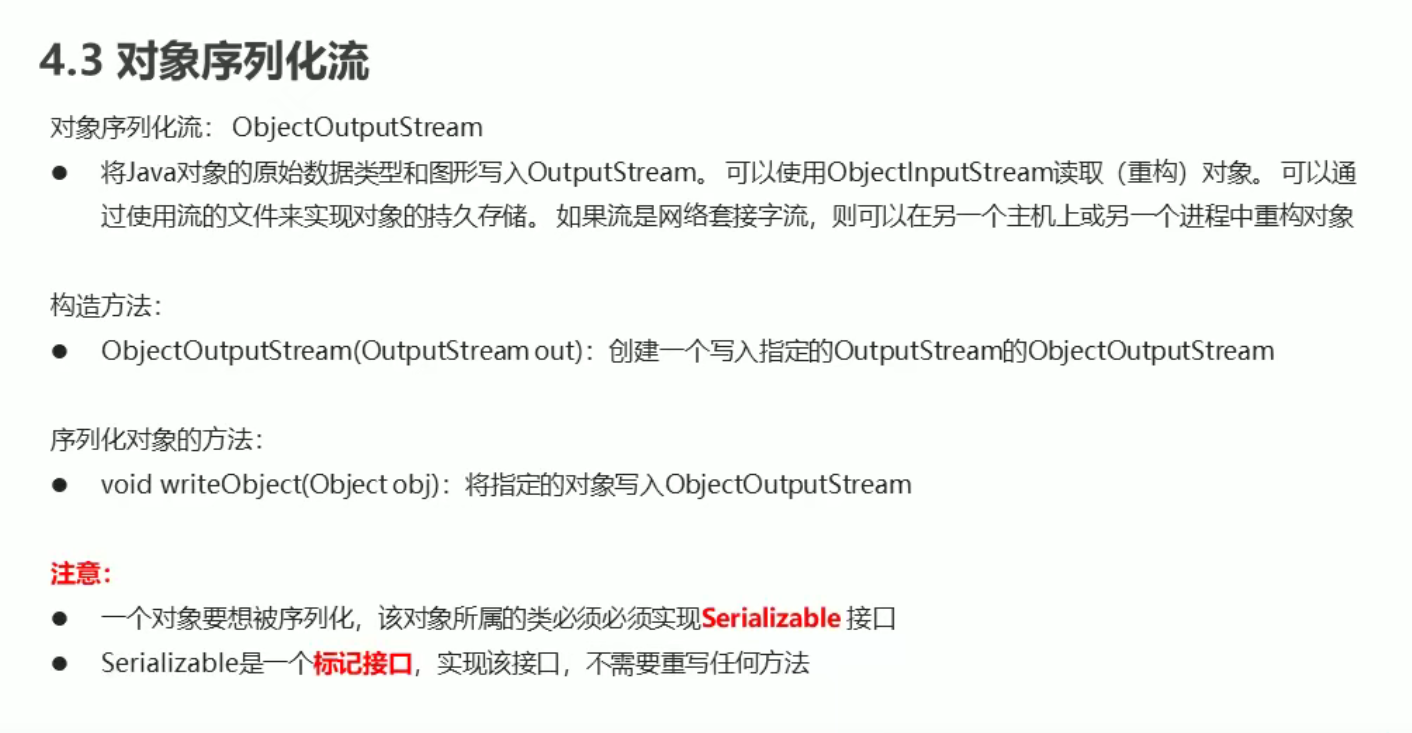 4.3 对象序列化流
对象序列化流： ObjectOutputStream
● 将Java对象的原始数据类型和图形写入OutputStream。 可以使用ObjectInputStream读取（重构）对象。 可以通
过使用流的文件来实现对象的持久存储。 如果流是网络套接字流，则可以在另一个主机上或另一个进程中重构对象
构造方法：
● ObjectOutputStream(OutputStream out)：创建一个写入指定的OutputStream的ObjectOutputStream
序列化对象的方法：
● void writeObject(Object obj)：将指定的对象写入ObjectOutputStream
注意：
● 一个对象要想被序列化，该对象所属的类必须必须实现Serializable 接口
● Serializable是一个标记接口，实现该接口，不需要重写任何方法